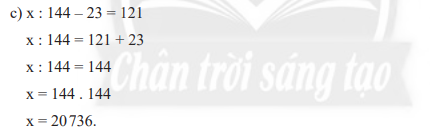 c) x : 144 – 23 = 121
x : 144 = 121 + 23
x : 144 = 144
Chân trời sáng tạo
x = 144 . 144
x = 20 736.